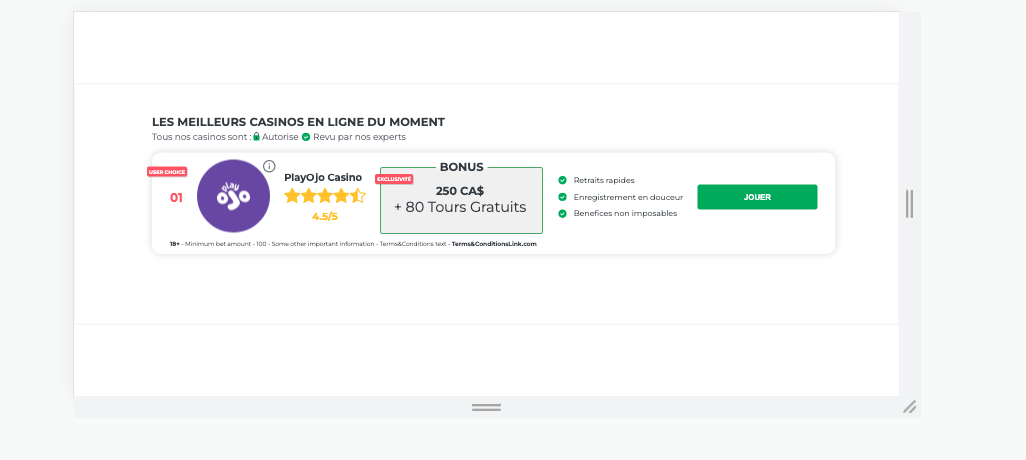 LES MEILLEURS CASINOS EN LIGNE DU MOMENT
Tous nos casinos sont : Autorise Revu par nos experts
USER CHOICE
01
play
ojo
PlayOjo Casino
4.5/5
BONUS
EXCLUSIVITÉ
250 CA$
+ 80 Tours Gratuits
Retraits rapides
Enregistrement en douceur
Benefices non imposables
JOUER
18+ - Minimum bet amount - 100 - Some other important information - Terms&Conditions text - Terms&ConditionsLink.com